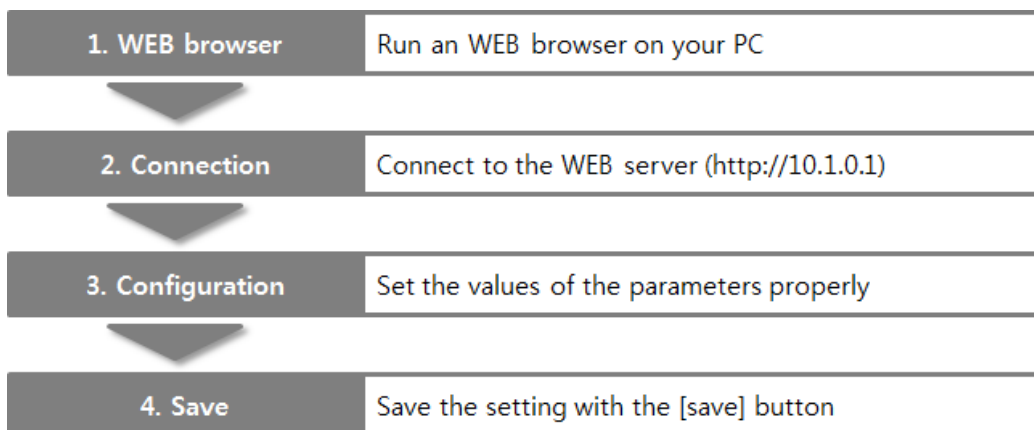 1. WEB browser Run an WEB browser on your PC
2. Connection Connect to the WEB server (http://10.1.0.1)
3. Configuration Set the values of the parameters properly
4. Save Save the setting with the [save] button